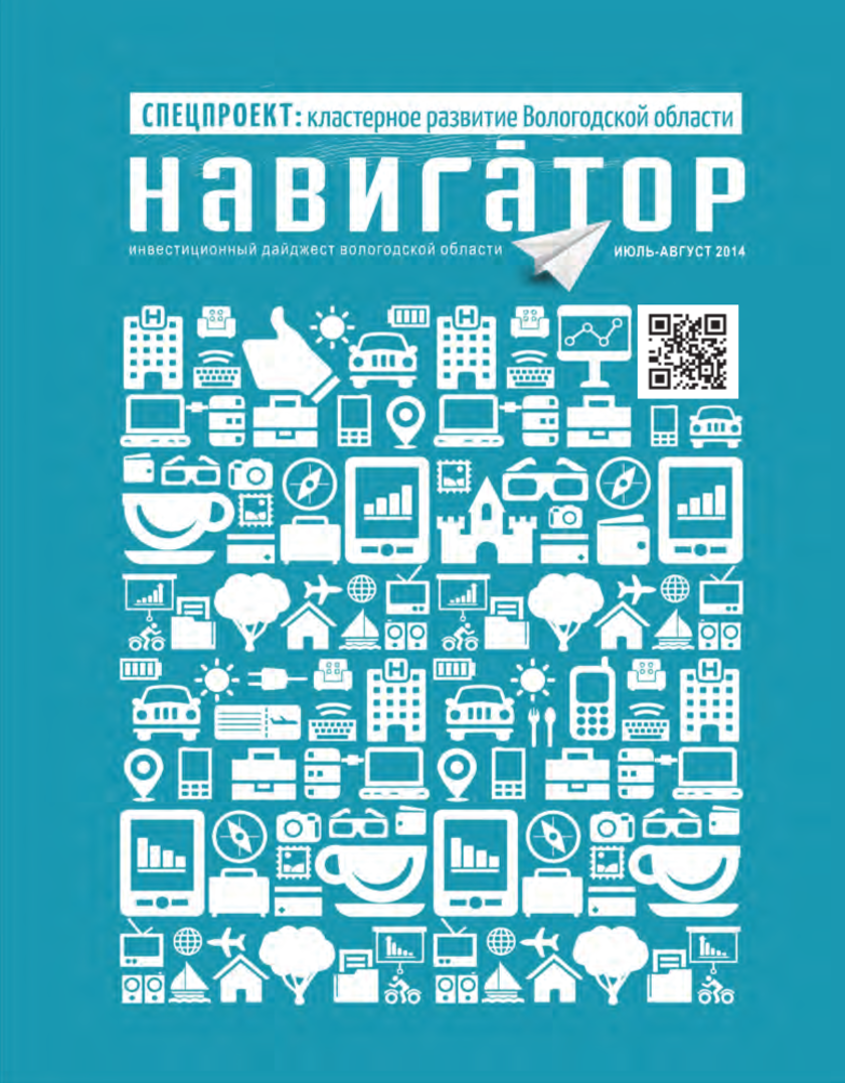 СПЕЦПРОЕКТ: кластерное развитие Вологодской области
навигатор
инвестиционный дайджест вологодской области
ИЮЛЬ-АВГУСТ 2014